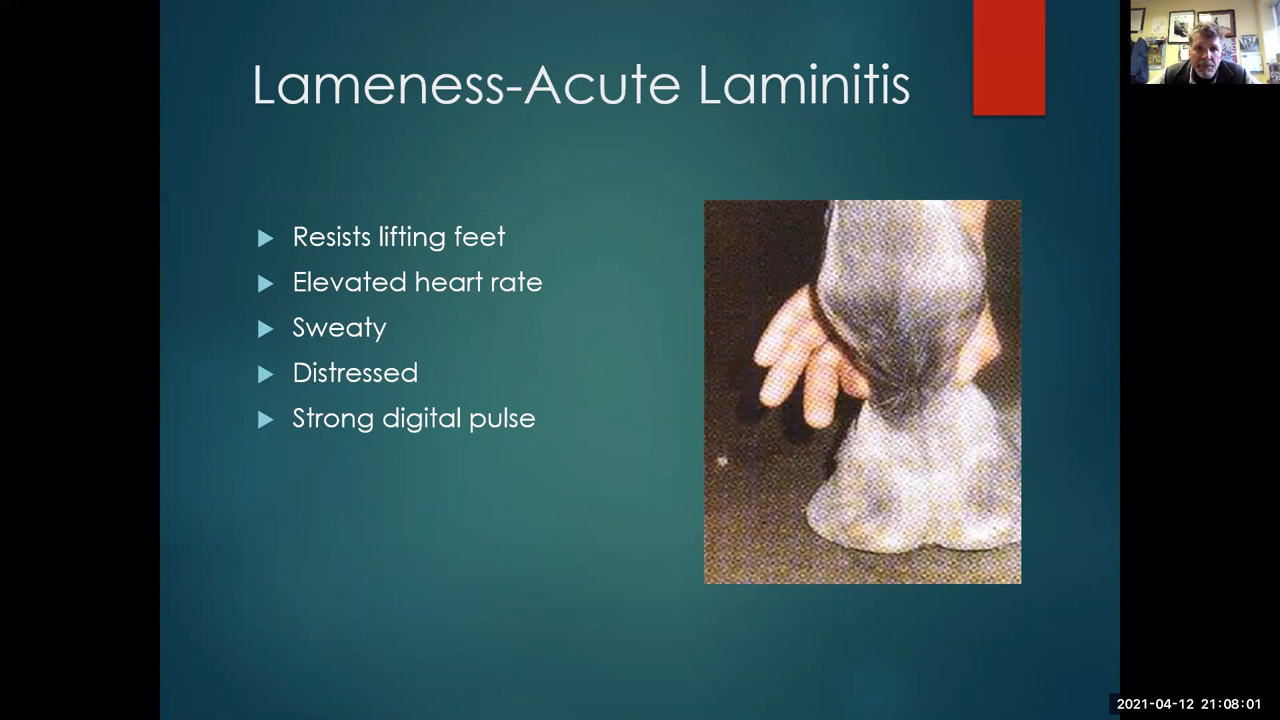 Lameness-Acute Laminitis
Resists lifting feet
Elevated heart rate
Sweaty
Distressed
Strong digital pulse
2021-04-12 21:08:01